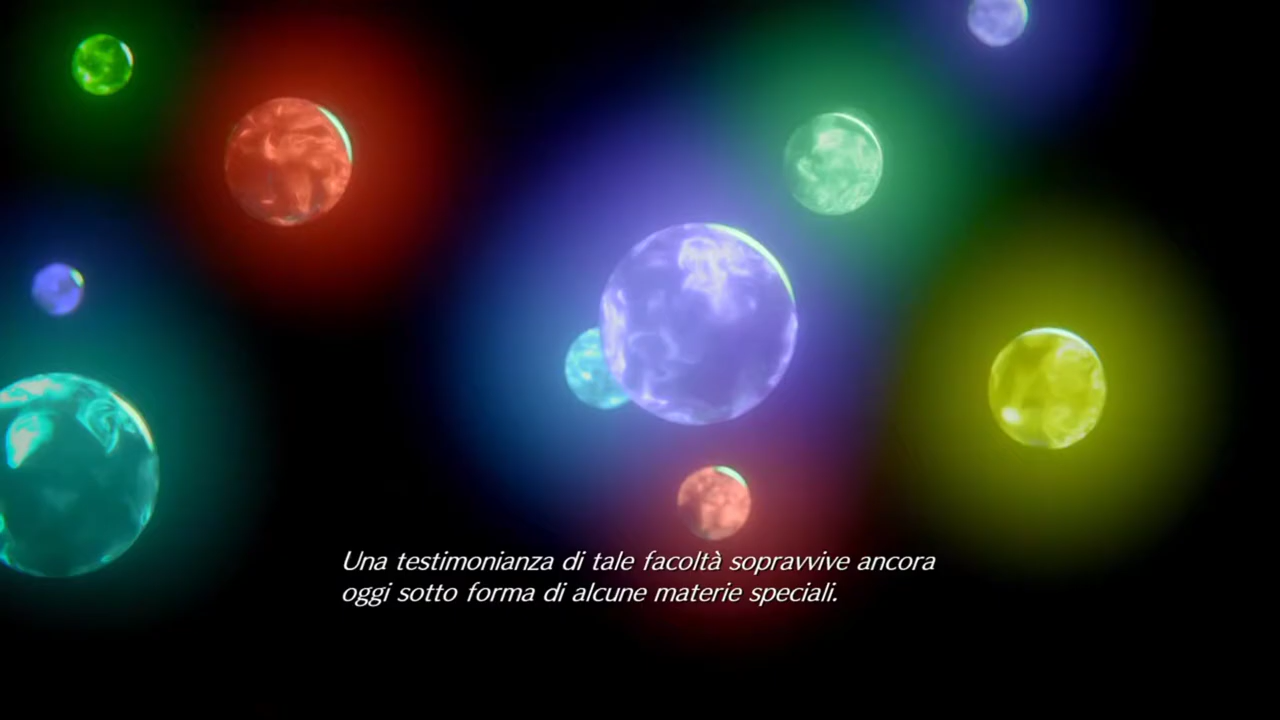 Una testimonianza di tale facoltà sopravvive ancora
oggi sotto forma di alcune materie speciali.